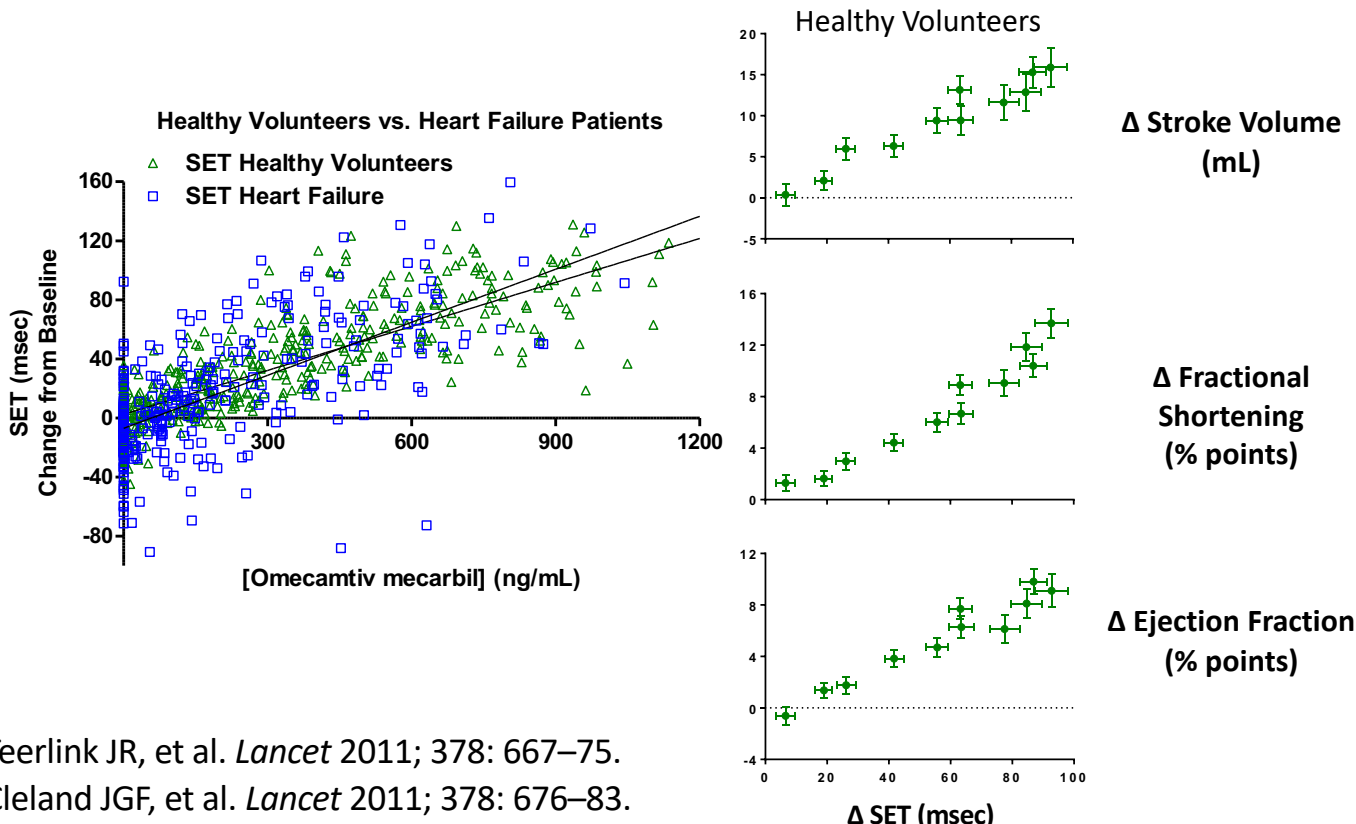 Healthy Volunteers vs. Heart Failure Patients
SET Healthy Volunteers
SET Heart Failure
SET (msec)
Change from Baseline
160
120
80
40
0
-40
-80
300
600
900
1200
[Omecamtiv mecarbil] (ng/mL)
Healthy Volunteers
20
15
10
5
0
-5
Δ Stroke Volume
(mL)
16
12
8
4
0
Δ Fractional
Shortening
(% points)
12
8
4
0
-4
Δ Ejection Fraction
(% points)
0
20
40
60
80
100
Δ SET (msec)
eerlink JR, et al. Lancet 2011; 378: 667–75.
Cleland JGF, et al. Lancet 2011; 378: 676–83.